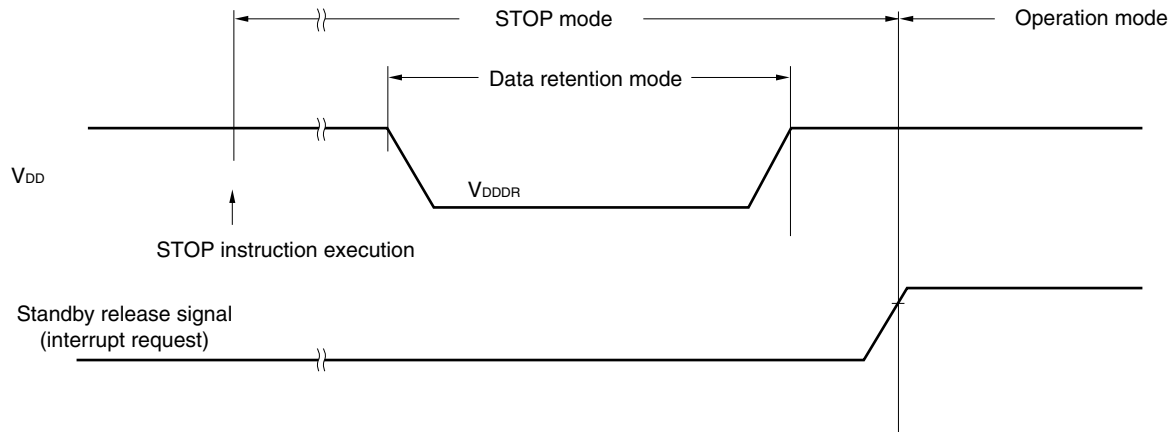 STOP mode
Operation mode
Data retention mode
VDD
VDDDR
STOP instruction execution
Standby release signal
(interrupt request)